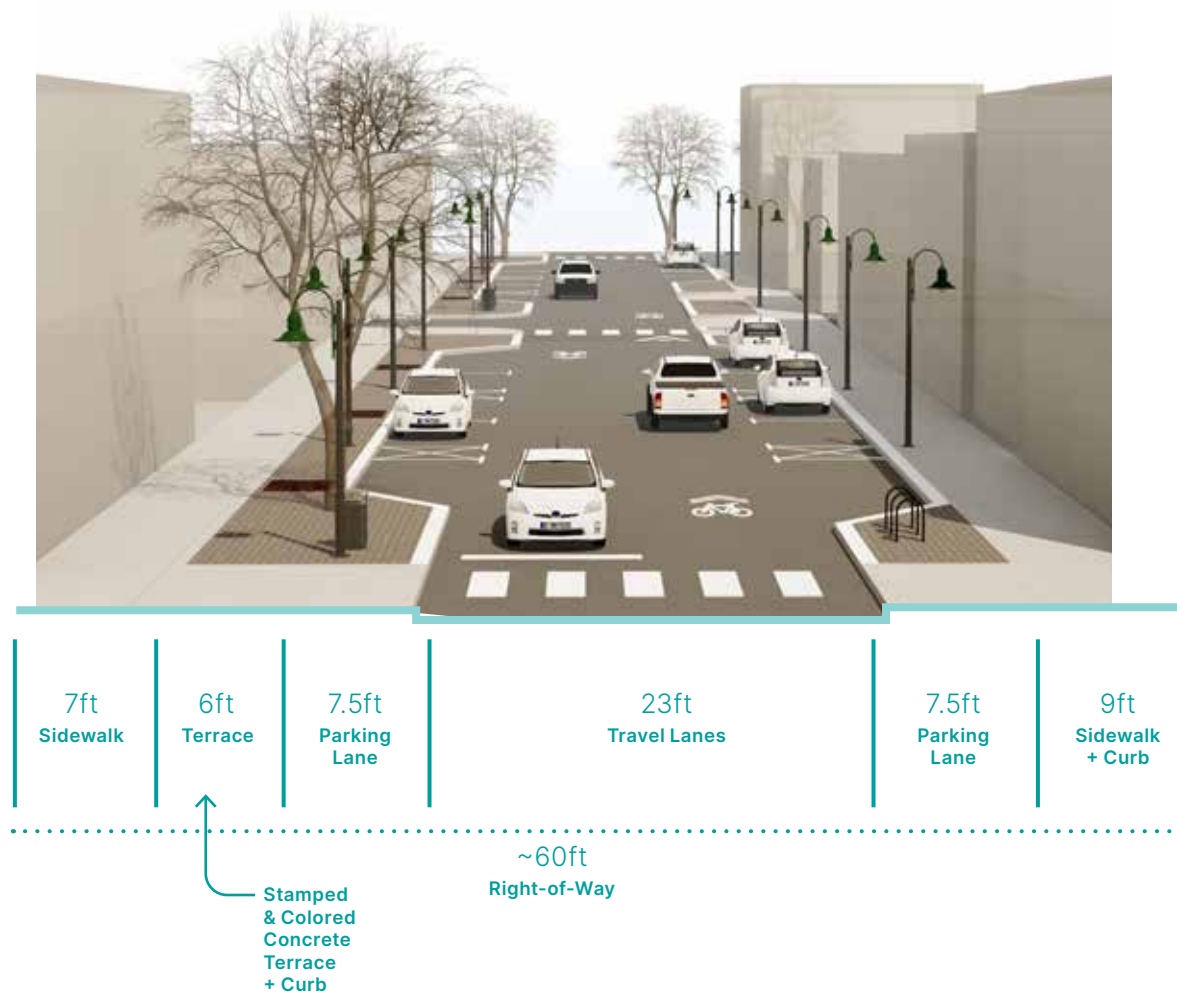 7ft
Sidewalk
6ft
Terrace
7.5ft
Parking
Lane
23ft
Travel Lanes
7.5ft
Parking
Lane
9ft
Sidewalk
+ Curb
~60ft
Right-of-Way
Stamped
& Colored
Concrete
Terrace
+ Curb